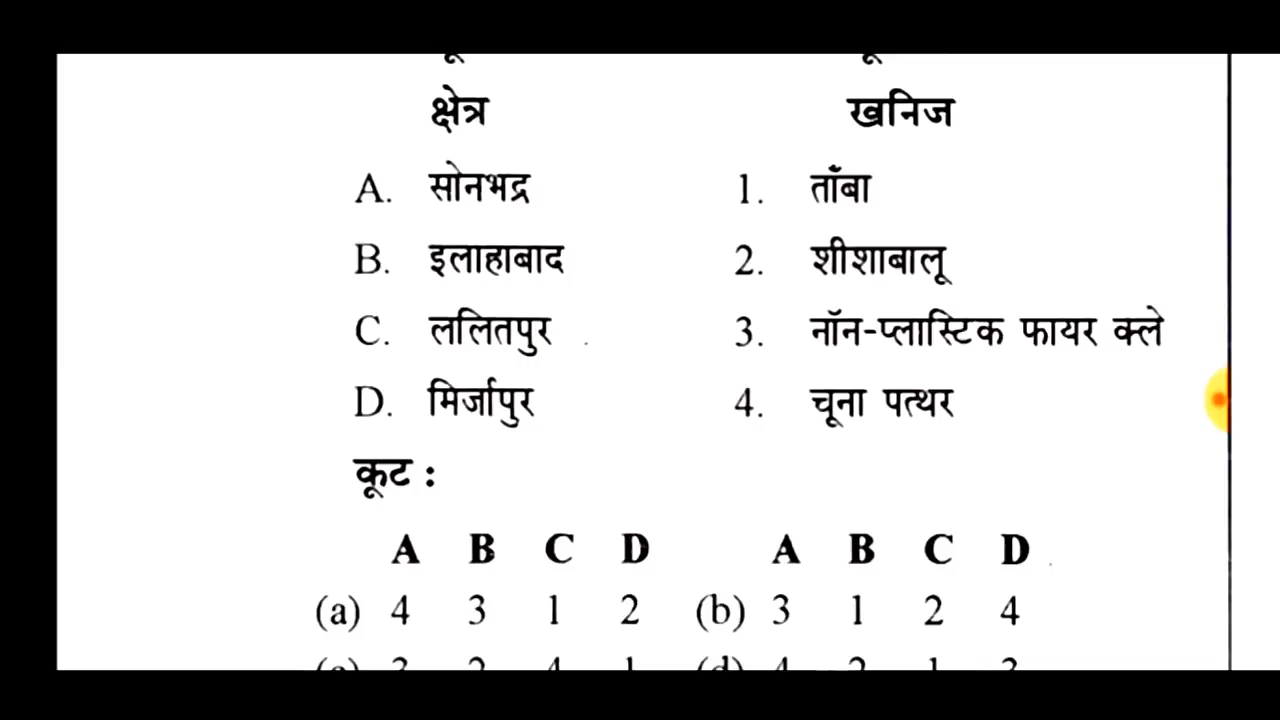 क्षेत्र खनिज
A. सोनभद्र 1. ताँबा
B. इलाहाबाद 2. शीशाबालू
C. ललितपुर 3. नॉन-प्लास्टिक फायर क्ले
D. मिर्जापुर 4. चूना पत्थर
कूट :
A B C D A B C D
(a) 4 3 1 2 (b) 3 1 2 4